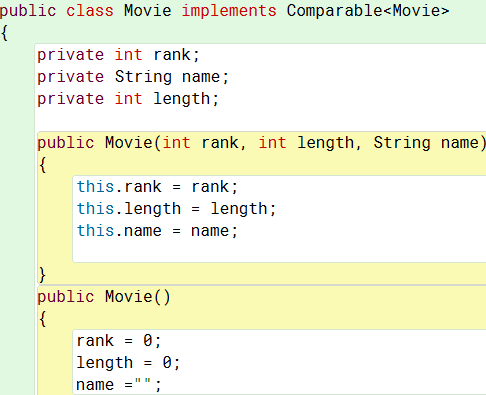 public class Movie implements Comparable<Movie>
{
private int rank;
private String name;
private int length;
public Movie(int rank, int length, String name)
{
this.rank = rank;
this.length = length;
this.name = name;
}
public Movie()
{
rank = 0;
length = 0;
name ="";